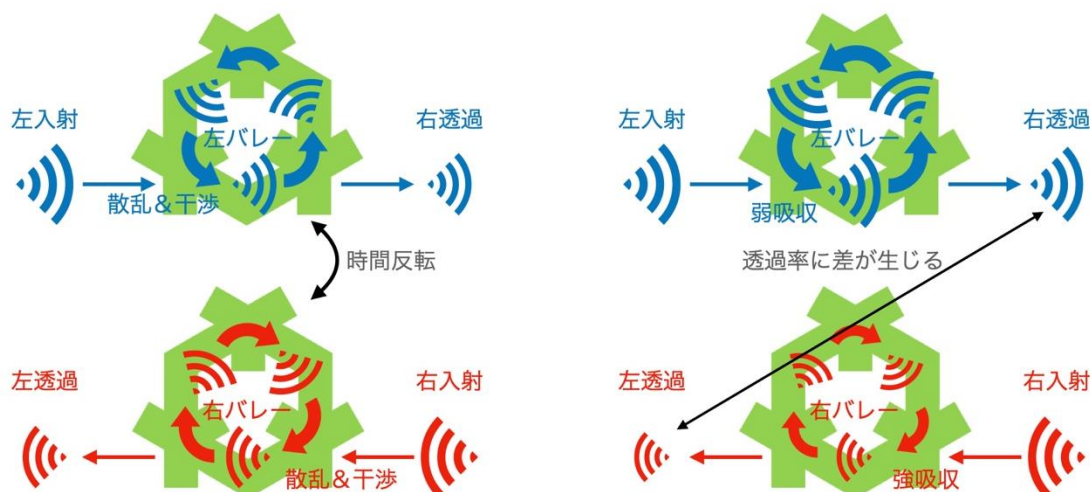 左入射
左バレー
右透過
散乱＆干渉
時間反転
左透過
右バレー
右入射
散乱＆干渉
左入射
左バレー
右透過
弱吸収
透過率に差が生じる
左透過
右バレー
右入射
強吸収